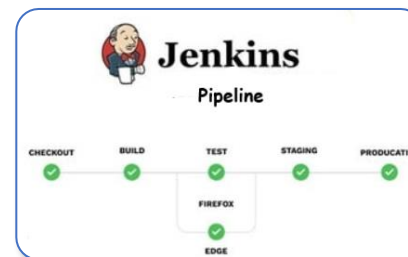 Jenkins
Pipeline
CHECKOUT BUILD TEST STAGING PRODUCATI
FIREFOX
EDGE